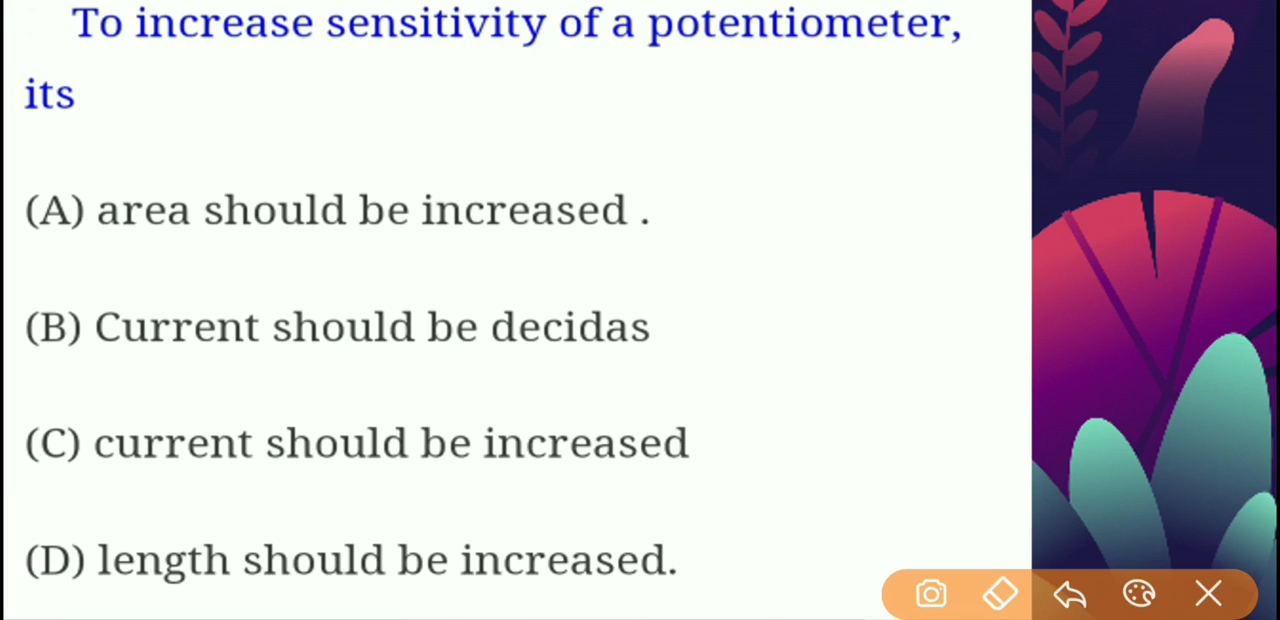 To increase sensitivity of a potentiometer,
its
(A) area should be increased .
(B) Current should be decidas
(C) current should be increased
(D) length should be increased.